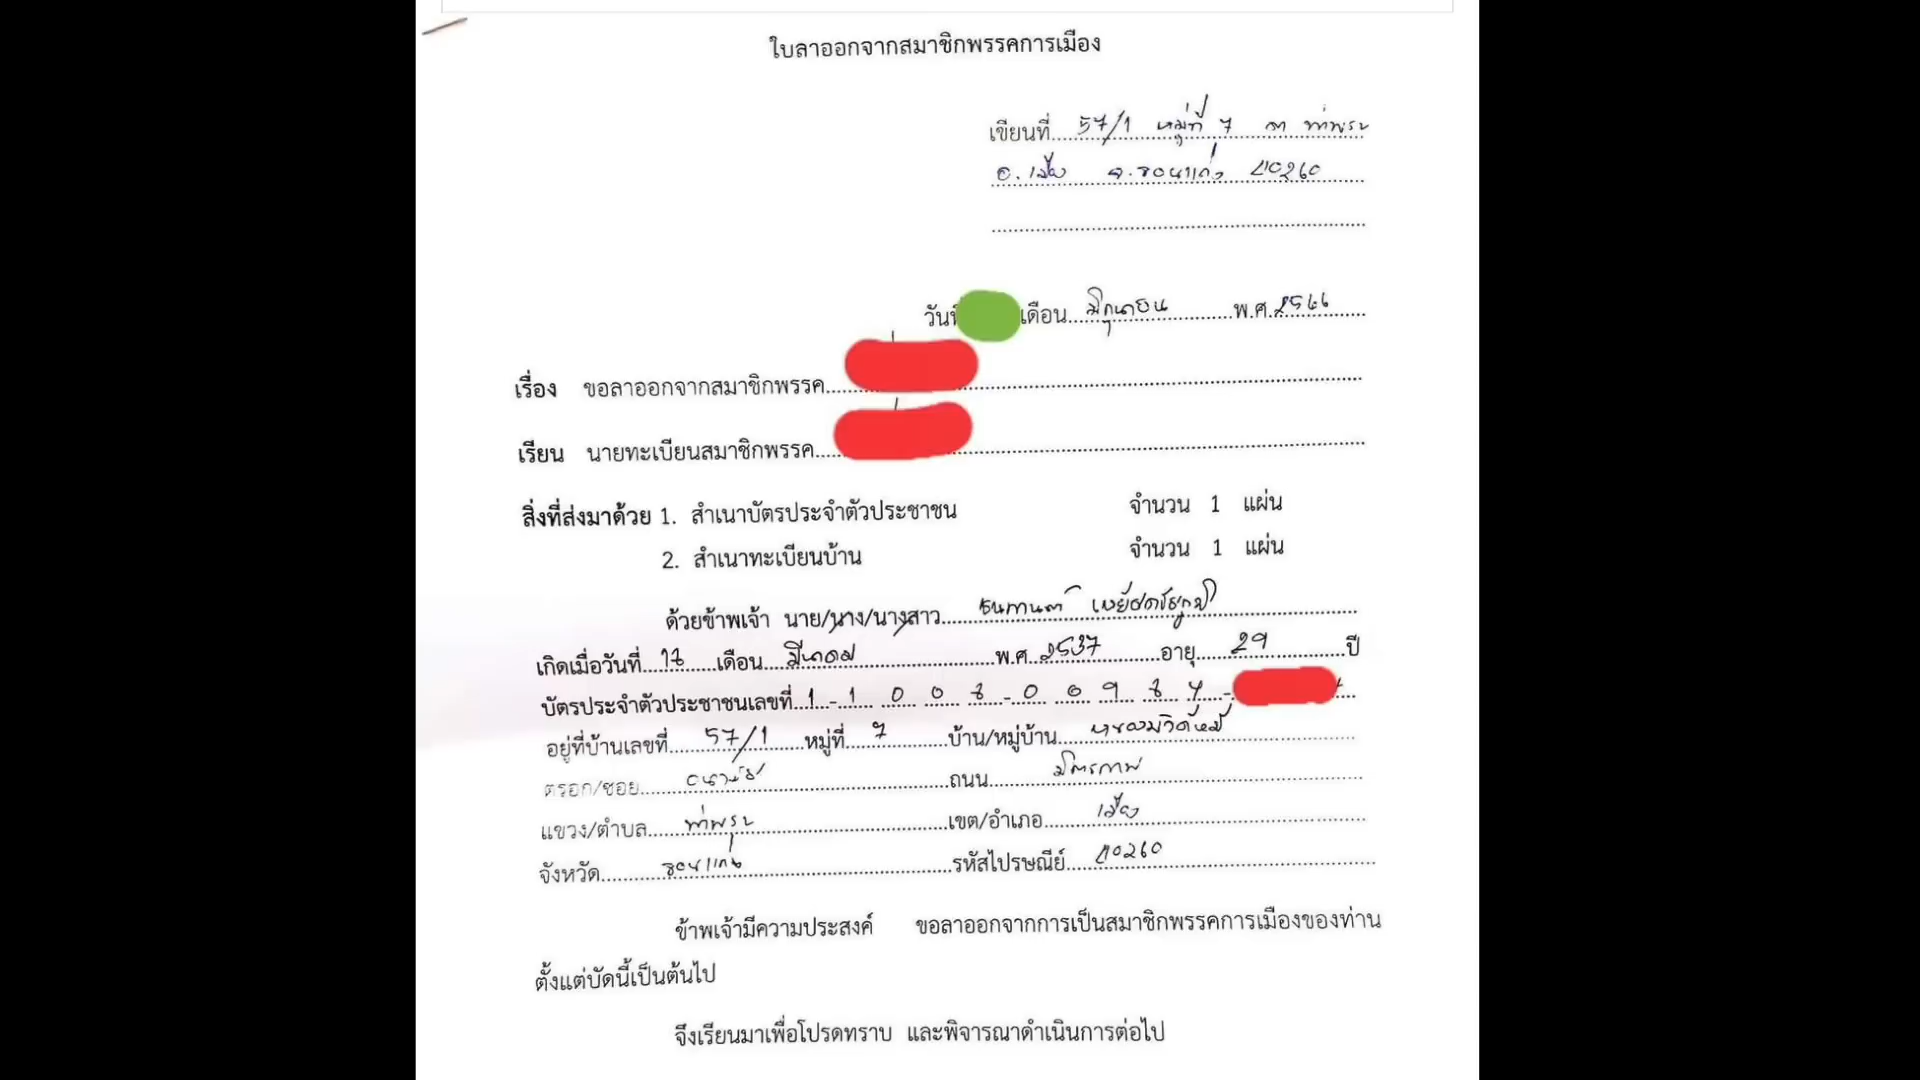 ใบลาออกจากสมาชิกพรรคการเมือง
เขียนที่ 57/1 หมู่ที่ 7 ต ท่าพระ
อ.เมือง จ.ขอนแก่น 40260
วันที่ เดือน มิถุนายน พ.ศ. 2566
เรื่อง ขอลาออกจากสมาชิกพรรค
เรียน นายทะเบียนสมาชิกพรรค
สิ่งที่ส่งมาด้วย 1. สำเนาบัตรประจำตัวประชาชน จำนวน 1 แผ่น
2. สำเนาทะเบียนบ้าน จำนวน 1 แผ่น
ด้วยข้าพเจ้า นาย/นาง/นางสาว
เกิดเมื่อวันที่ เดือน มีนาคม พ.ศ. 2537 อายุ 29 ปี
บัตรประจำตัวประชาชนเลขที่
อยู่ที่บ้านเลขที่ 57/1 หมู่ที่ 7 บ้าน/หมู่บ้าน
ตรอก/ซอย ถนน มิตรภาพ
แขวง/ตำบล ท่าพระ เขต/อำเภอ เมือง
จังหวัด ขอนแก่น รหัสไปรษณีย์ 40260
ข้าพเจ้ามีความประสงค์ ขอลาออกจากการเป็นสมาชิกพรรคการเมืองของท่าน
ตั้งแต่บัดนี้เป็นต้นไป
จึงเรียนมาเพื่อโปรดทราบ และพิจารณาดำเนินการต่อไป